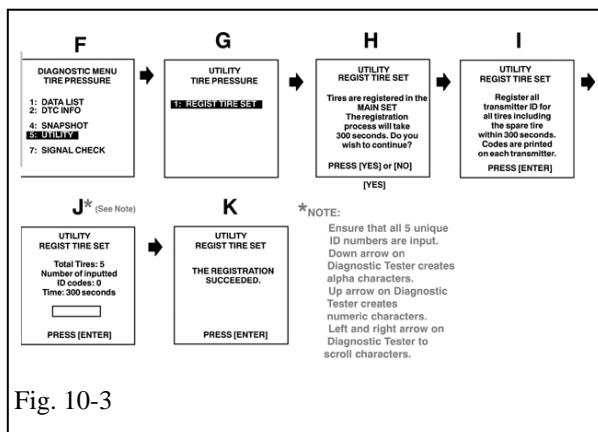 F
DIAGNOSTIC MENU
TIRE PRESSURE
1: DATA LIST
2: DTC INFO
4: SNAPSHOT
5: UTILITY
7: SIGNAL CHECK
G
UTILITY
TIRE PRESSURE
1: REGIST TIRE SET
H
UTILITY
REGIST TIRE SET
Tires are registered in the
MAIN SET
The registration
process will take
300 seconds. Do you
wish to continue?
PRESS [YES] or [NO]
[YES]
I
UTILITY
REGIST TIRE SET
Register all
transmitter ID for
all tires including
the spare tire
within 300 seconds.
Codes are printed
on each transmitter.
PRESS [ENTER]
J* (See Note)
UTILITY
REGIST TIRE SET
Total Tires: 5
Number of inputted
ID codes: 0
Time: 300 seconds
PRESS [ENTER]
K
UTILITY
REGIST TIRE SET
THE REGISTRATION
SUCCEEDED.
*NOTE:
Ensure that all 5 unique
ID numbers are input.
Down arrow on
Diagnostic Tester creates
alpha characters.
Up arrow on Diagnostic
Tester creates
numeric characters.
Left and right arrow on
Diagnostic Tester to
scroll characters.
Fig. 10-3